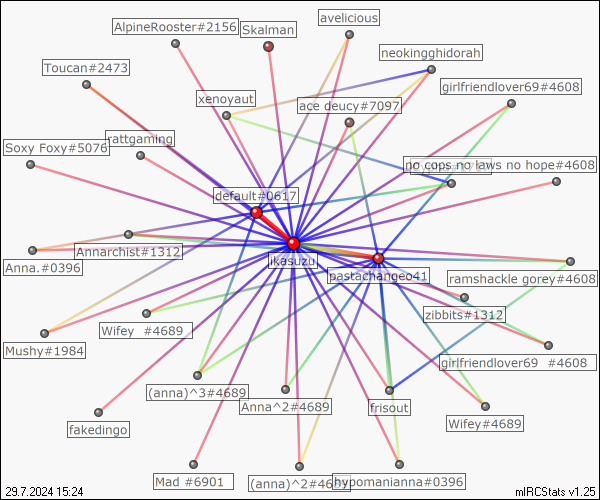 avelicious
AlpineRooster#2156
Skalman
neokingghidorah
Toucan#2473
girlfriendlover69#4608
xenoyaut
ace deucy#7097
rattgaming
Soxy Foxy#5076
no cops no laws no hope#4608
default#0617
Annarchist#1312
jikasuzu
Anna.#0396
pastachangeo41
ramshackle gorey#4608
zibbits#1312
Wifey #4689
Mushy#1984
girlfriendlover69 #4608
(anna)^3#4689
Anna^2#4689
frisout
Wifey#4689
fakedingo
Mad #6901
(anna)^2#4689
hypomanianna#0396
29.7.2024 15:24
mIRCStats v1.25